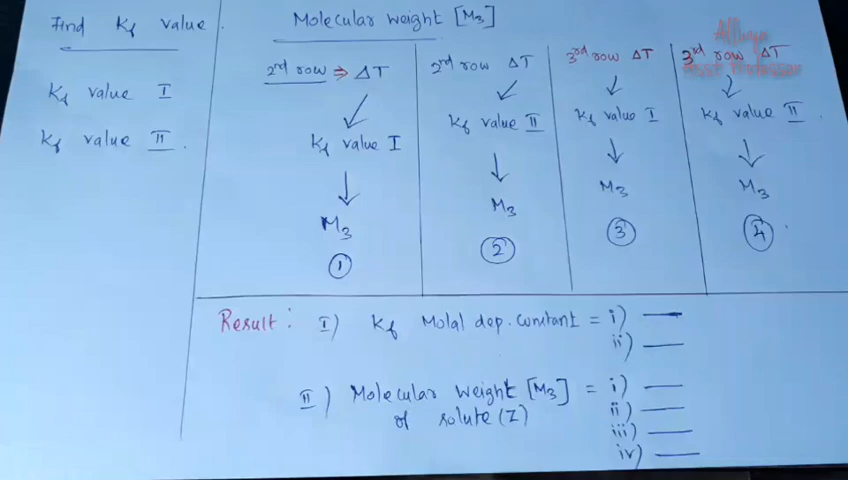 Find Kf value.
Kf value I
Kf value II.
Molecular weight [M3]
2nd row ⇒ ΔT
Kf value I
M3
1
2nd row ΔT
Kf value II
M3
2
3rd row ΔT
Kf value I
M3
3
3rd row ΔT
Kf value II.
M3
4
Result: I) Kf Molal dep. constant = i)
ii)
II) Molecular weight [M3] = i)
of solute (I) ii)
iii)
iv)